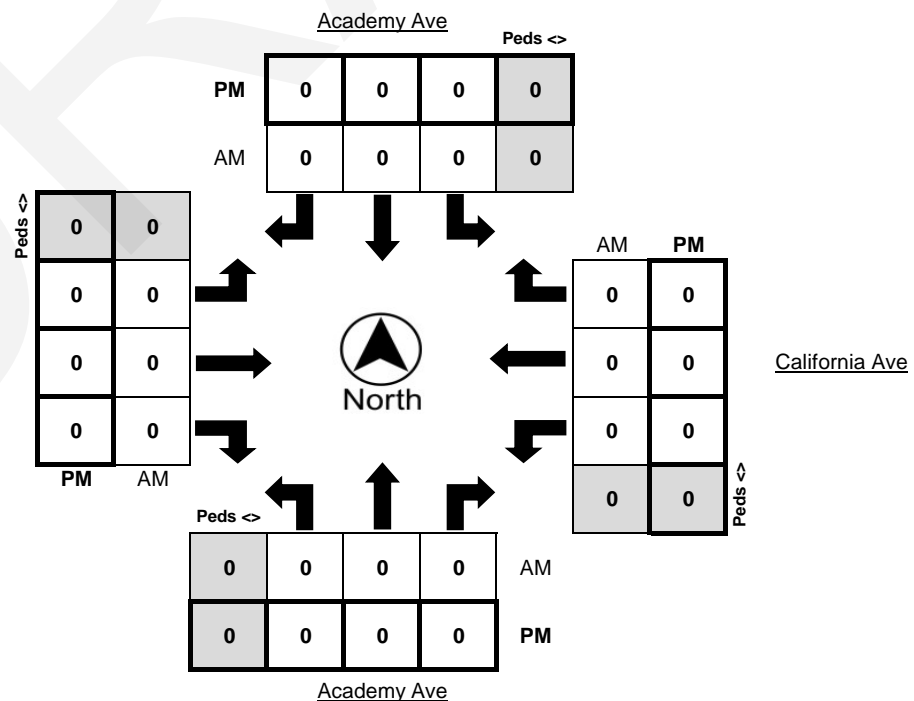 Academy Ave
Peds <>
PM 0 0 0 0
AM 0 0 0 0
Peds <>
0 0
0 0
0 0
0 0
PM AM
North
AM PM
0 0
0 0
0 0
0 0
Peds <>
California Ave
Peds <>
0 0 0 0 AM
0 0 0 0 PM
Academy Ave